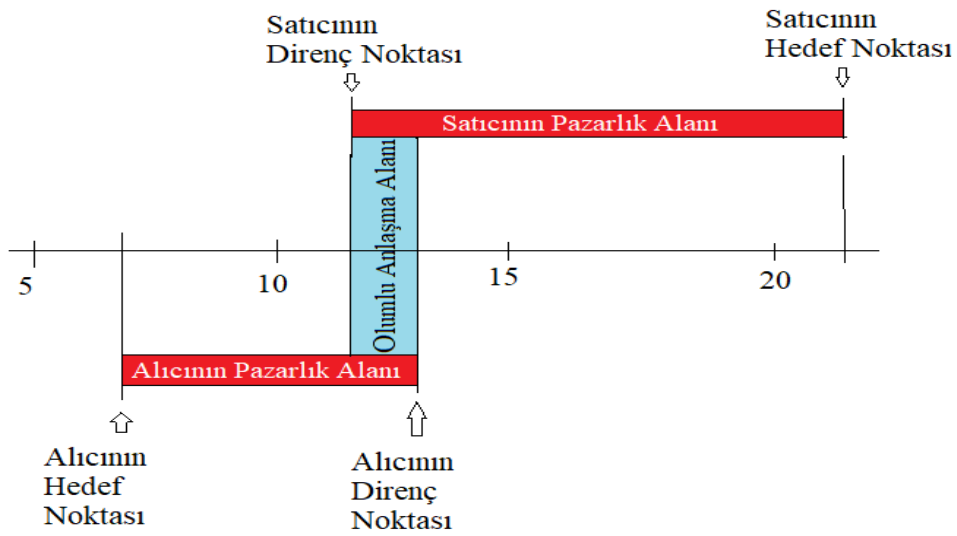 Satıcının
Direnç Noktası
Satıcının
Hedef Noktası
Satıcının Pazarlık Alanı
Olumlu Anlaşma Alanı
5
10
15
20
Alıcının Pazarlık Alanı
Alıcının
Hedef
Noktası
Alıcının
Direnç
Noktası